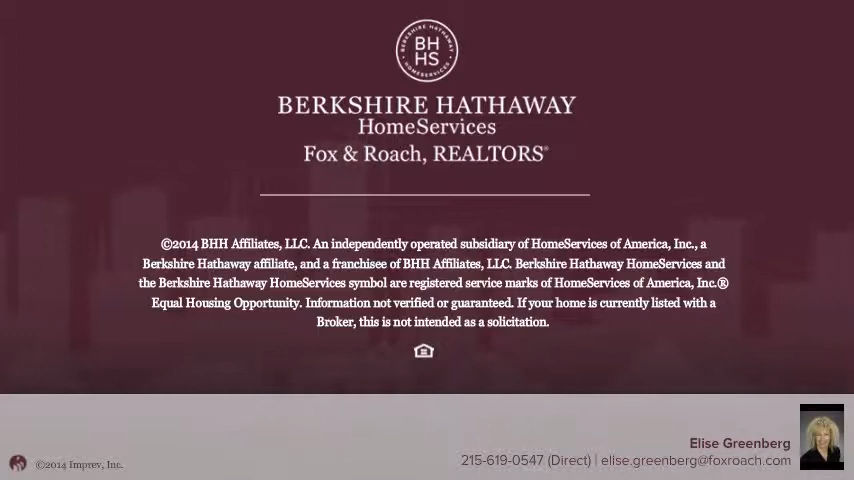 BERKSHIRE HATHAWAY
HOMESERVICES
BH
HS
BERKSHIRE HATHAWAY
HomeServices
Fox & Roach, REALTORS®
©2014 BHH Affiliates, LLC. An independently operated subsidiary of HomeServices of America, Inc., a
Berkshire Hathaway affiliate, and a franchisee of BHH Affiliates, LLC. Berkshire Hathaway HomeServices and
the Berkshire Hathaway HomeServices symbol are registered service marks of HomeServices of America, Inc.®
Equal Housing Opportunity. Information not verified or guaranteed. If your home is currently listed with a
Broker, this is not intended as a solicitation.
Elise Greenberg
215-619-0547 (Direct) | elise.greenberg@foxroach.com
©2014 Imprev, Inc.